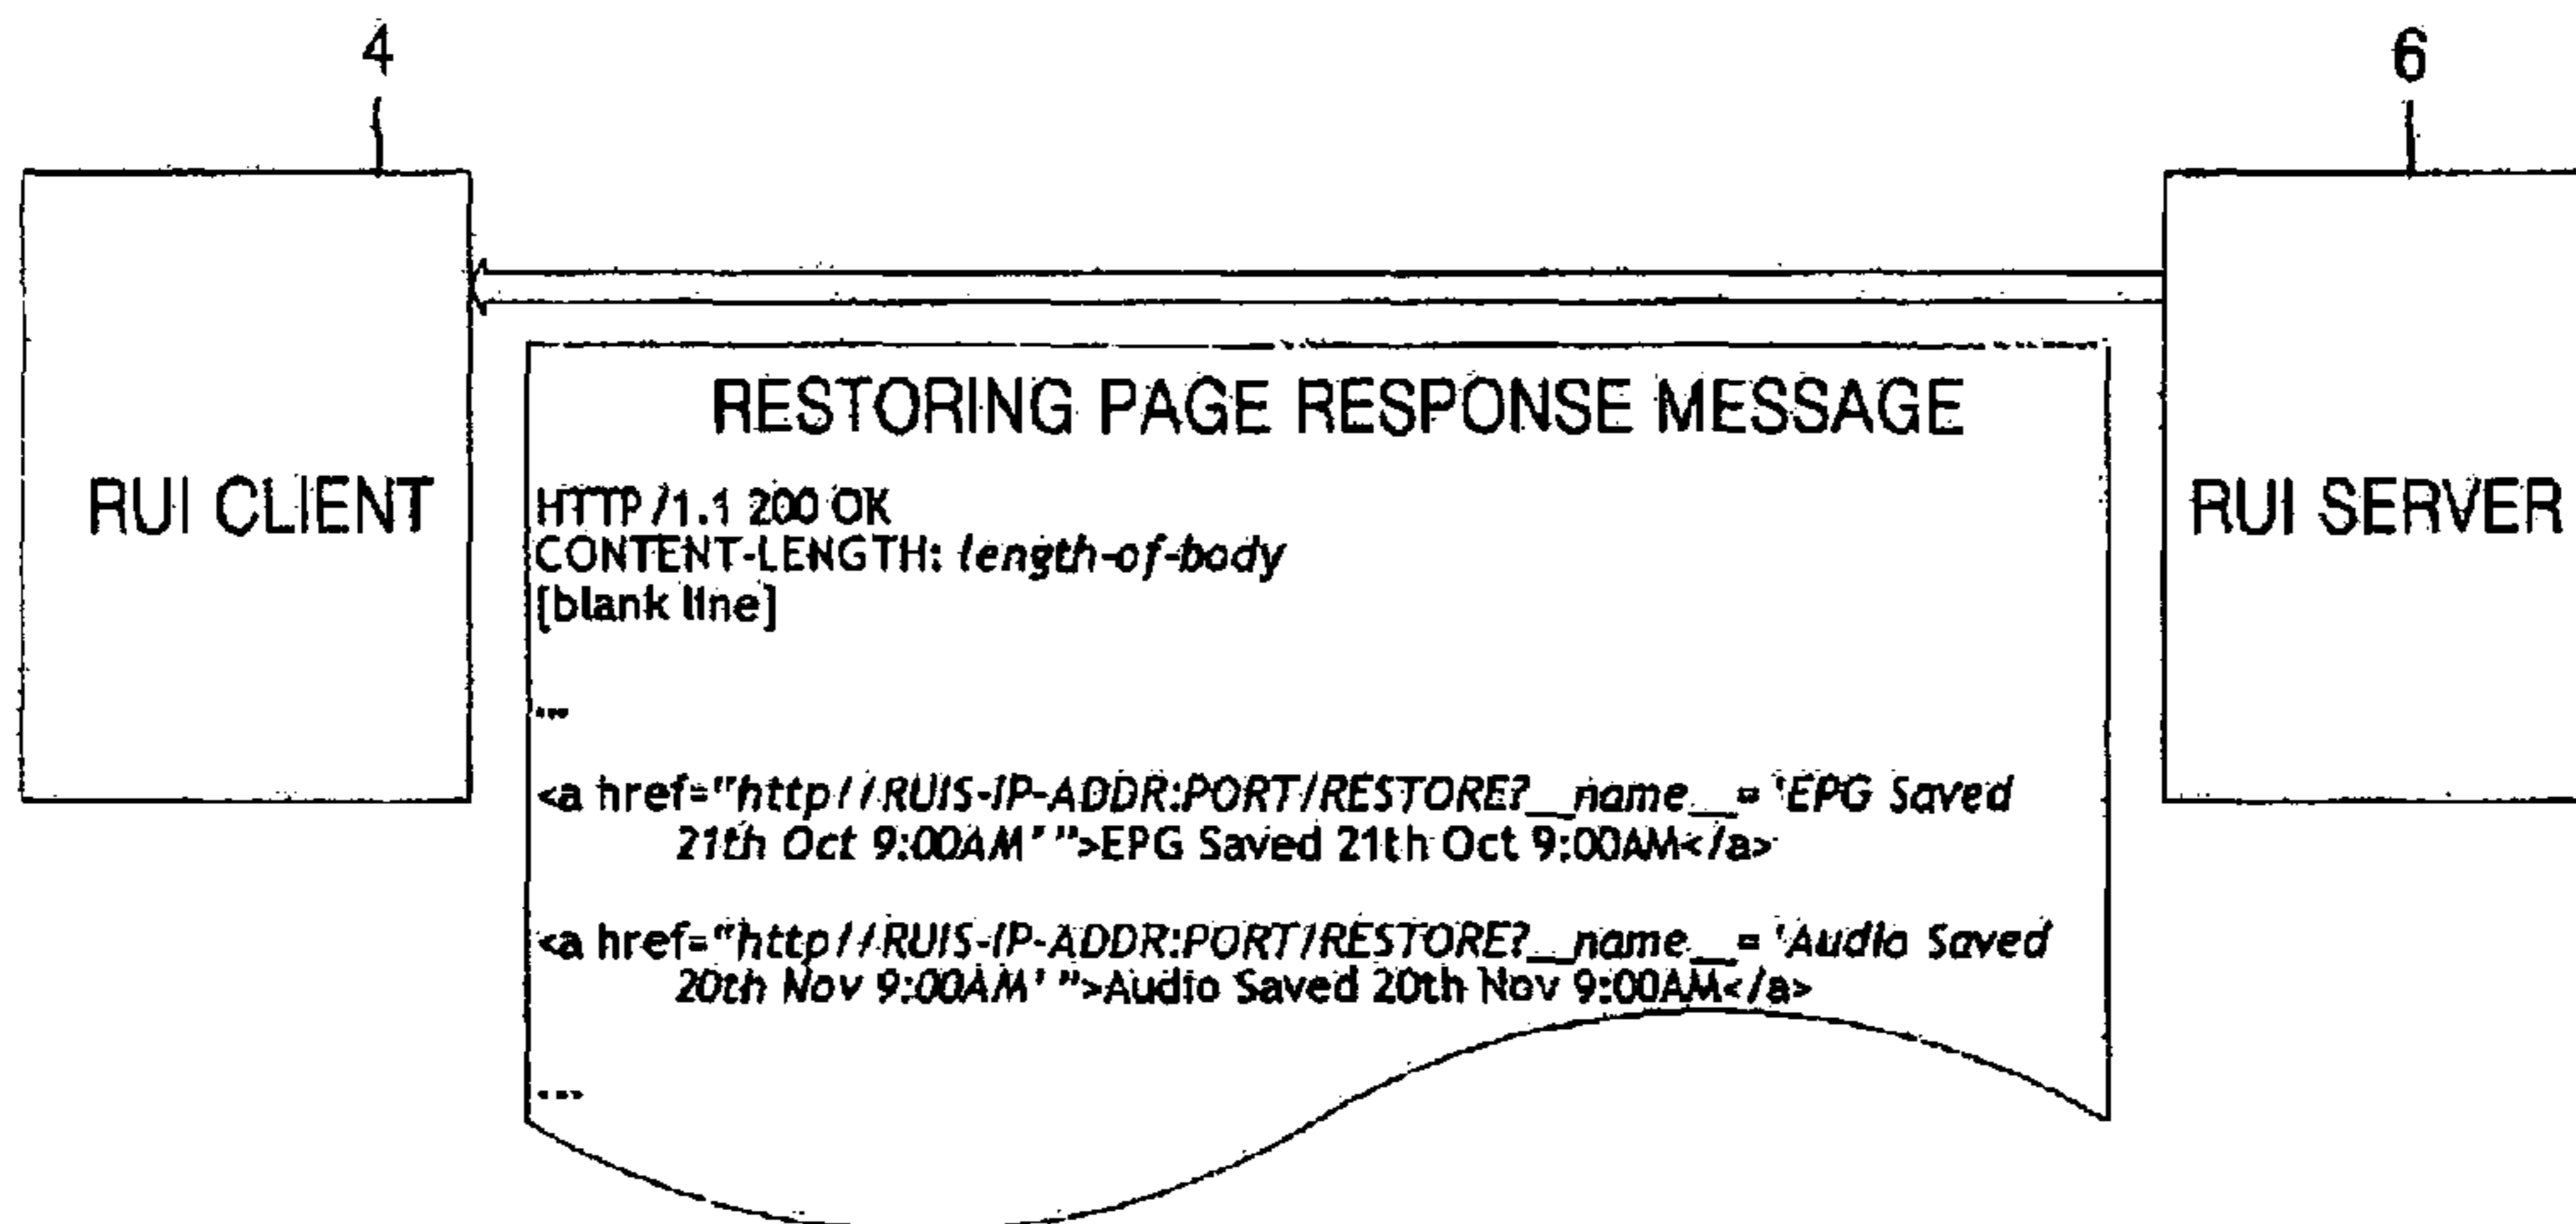 4
6
RUI CLIENT
RUI SERVER
RESTORING PAGE RESPONSE MESSAGE
HTTP/1.1 200 OK
CONTENT-LENGTH: length-of-body
[blank line]
...
<a href="http//RUIS-IP-ADDR:PORT/RESTORE?__name__= 'EPG Saved
21th Oct 9:00AM' ">EPG Saved 21th Oct 9:00AM</a>
<a href="http//RUIS-IP-ADDR:PORT/RESTORE?__name__= 'Audio Saved
20th Nov 9:00AM' ">Audio Saved 20th Nov 9:00AM</a>
...